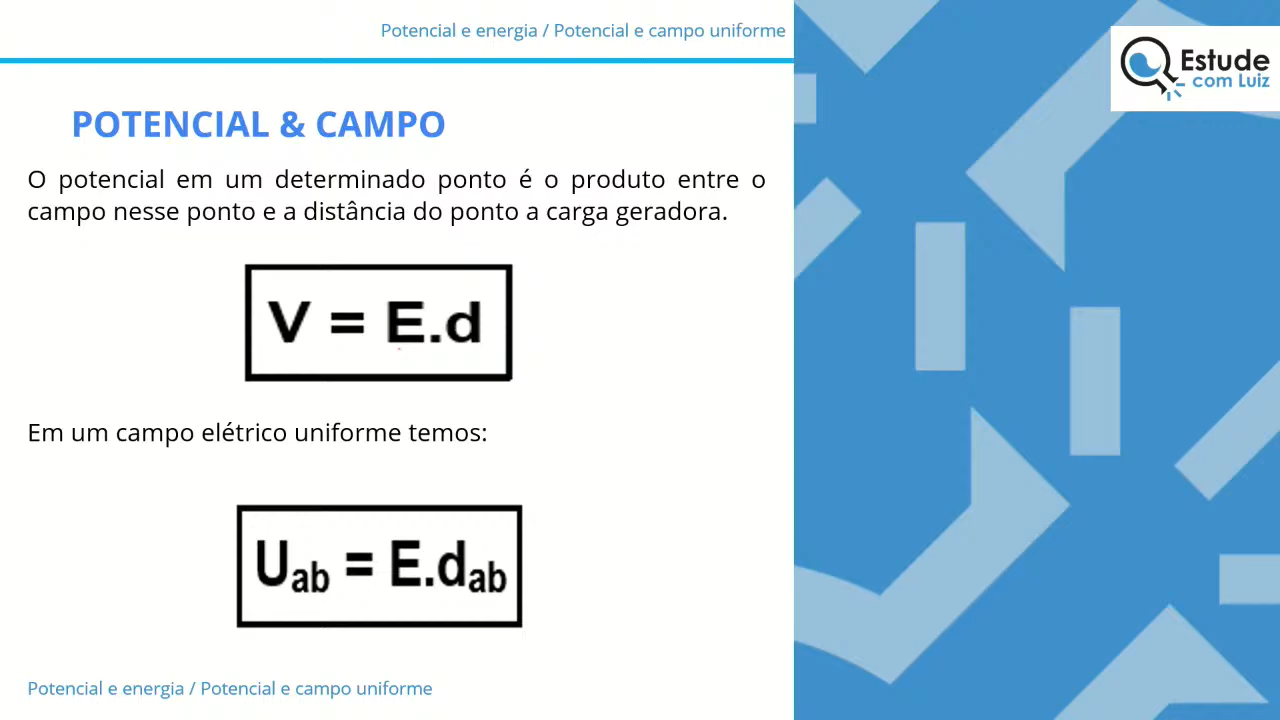 Potencial e energia / Potencial e campo uniforme
Estude
com Luiz
POTENCIAL & CAMPO
O potencial em um determinado ponto é o produto entre o
campo nesse ponto e a distância do ponto a carga geradora.
V = E.d
Em um campo elétrico uniforme temos:
Uab = E.dab
Potencial e energia / Potencial e campo uniforme